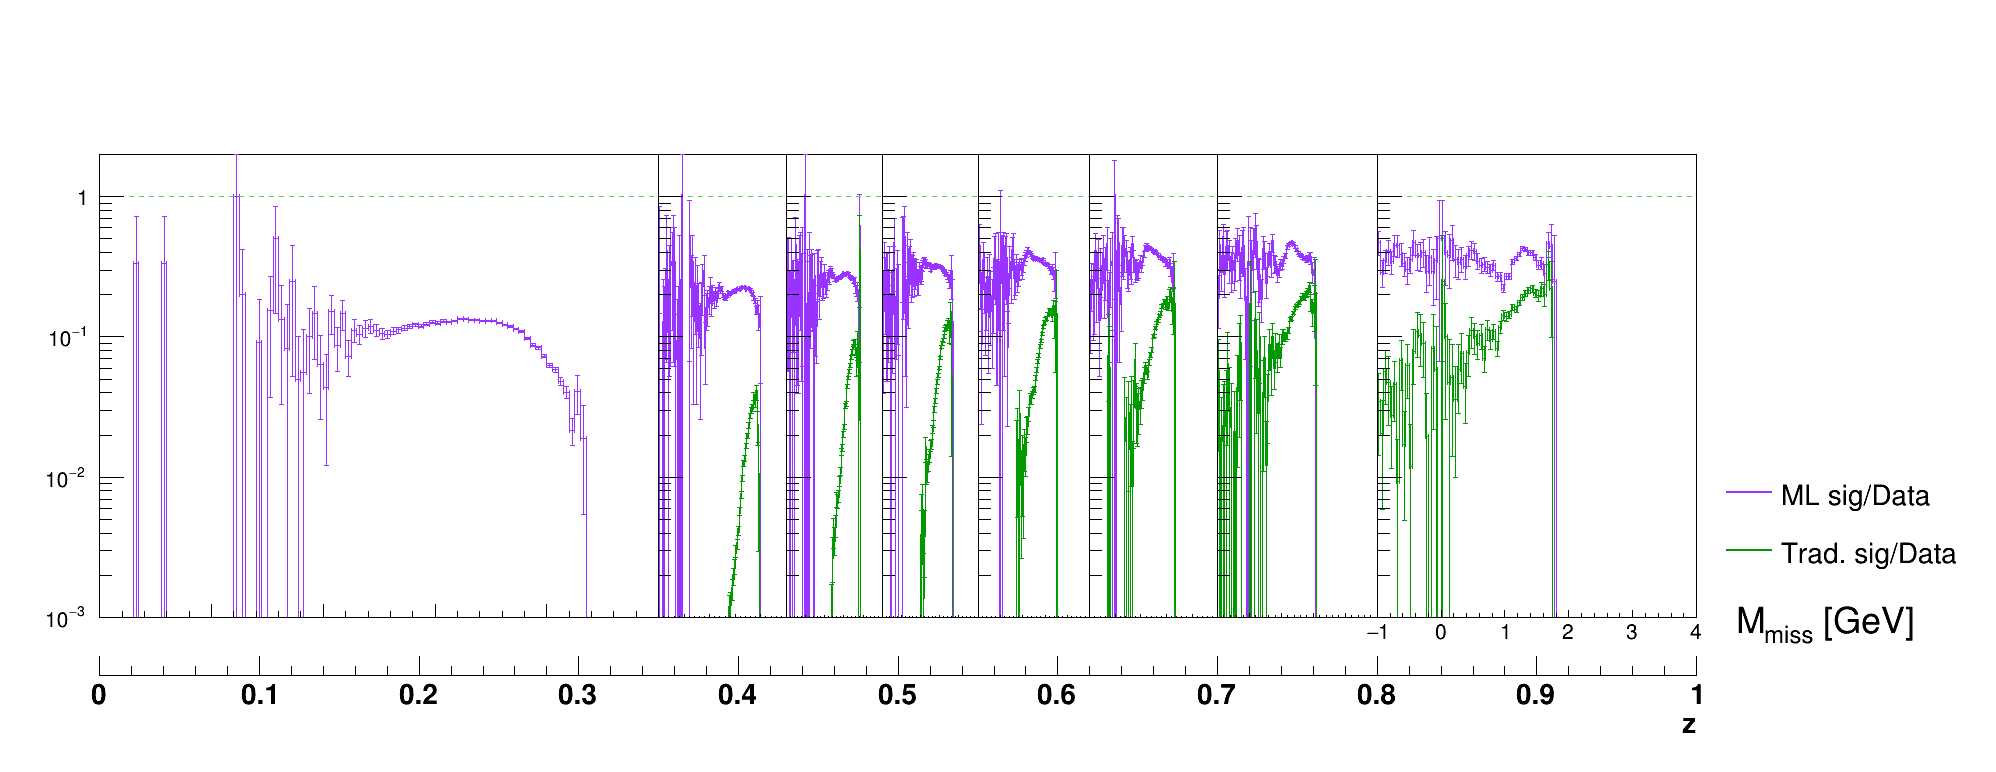 1
10−1
10−2
10−3
ML sig/Data
Trad. sig/Data
−1 0 1 2 3 4
Mmiss [GeV]
0 0.1 0.2 0.3 0.4 0.5 0.6 0.7 0.8 0.9 1
z